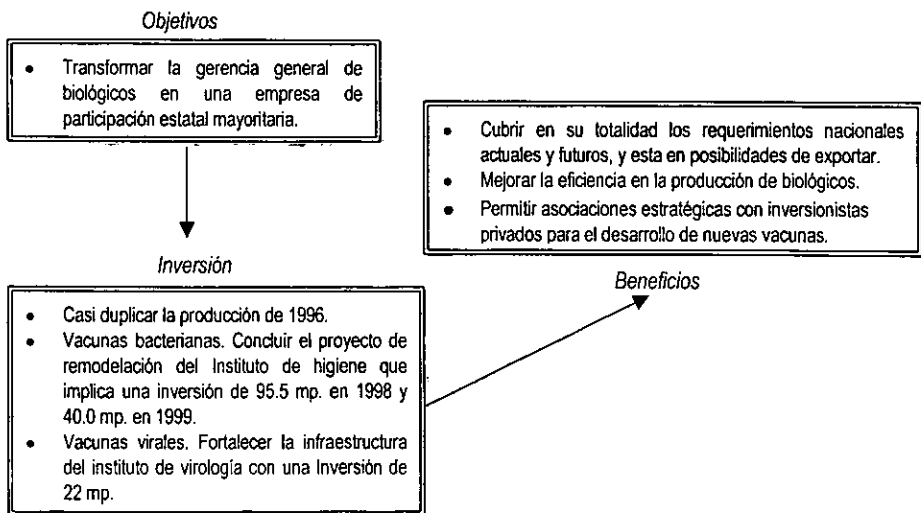 Objetivos
• Transformar la gerencia general de
biológicos en una empresa de
participación estatal mayoritaria.
Inversión
• Casi duplicar la producción de 1996.
• Vacunas bacterianas. Concluir el proyecto de
remodelación del Instituto de higiene que
implica una inversión de 95.5 mp. en 1998 y
40.0 mp. en 1999.
• Vacunas virales. Fortalecer la infraestructura
del instituto de virología con una Inversión de
22 mp.
• Cubrir en su totalidad los requerimientos nacionales
actuales y futuros, y esta en posibilidades de exportar.
• Mejorar la eficiencia en la producción de biológicos.
• Permitir asociaciones estratégicas con inversionistas
privados para el desarrollo de nuevas vacunas.
Beneficios